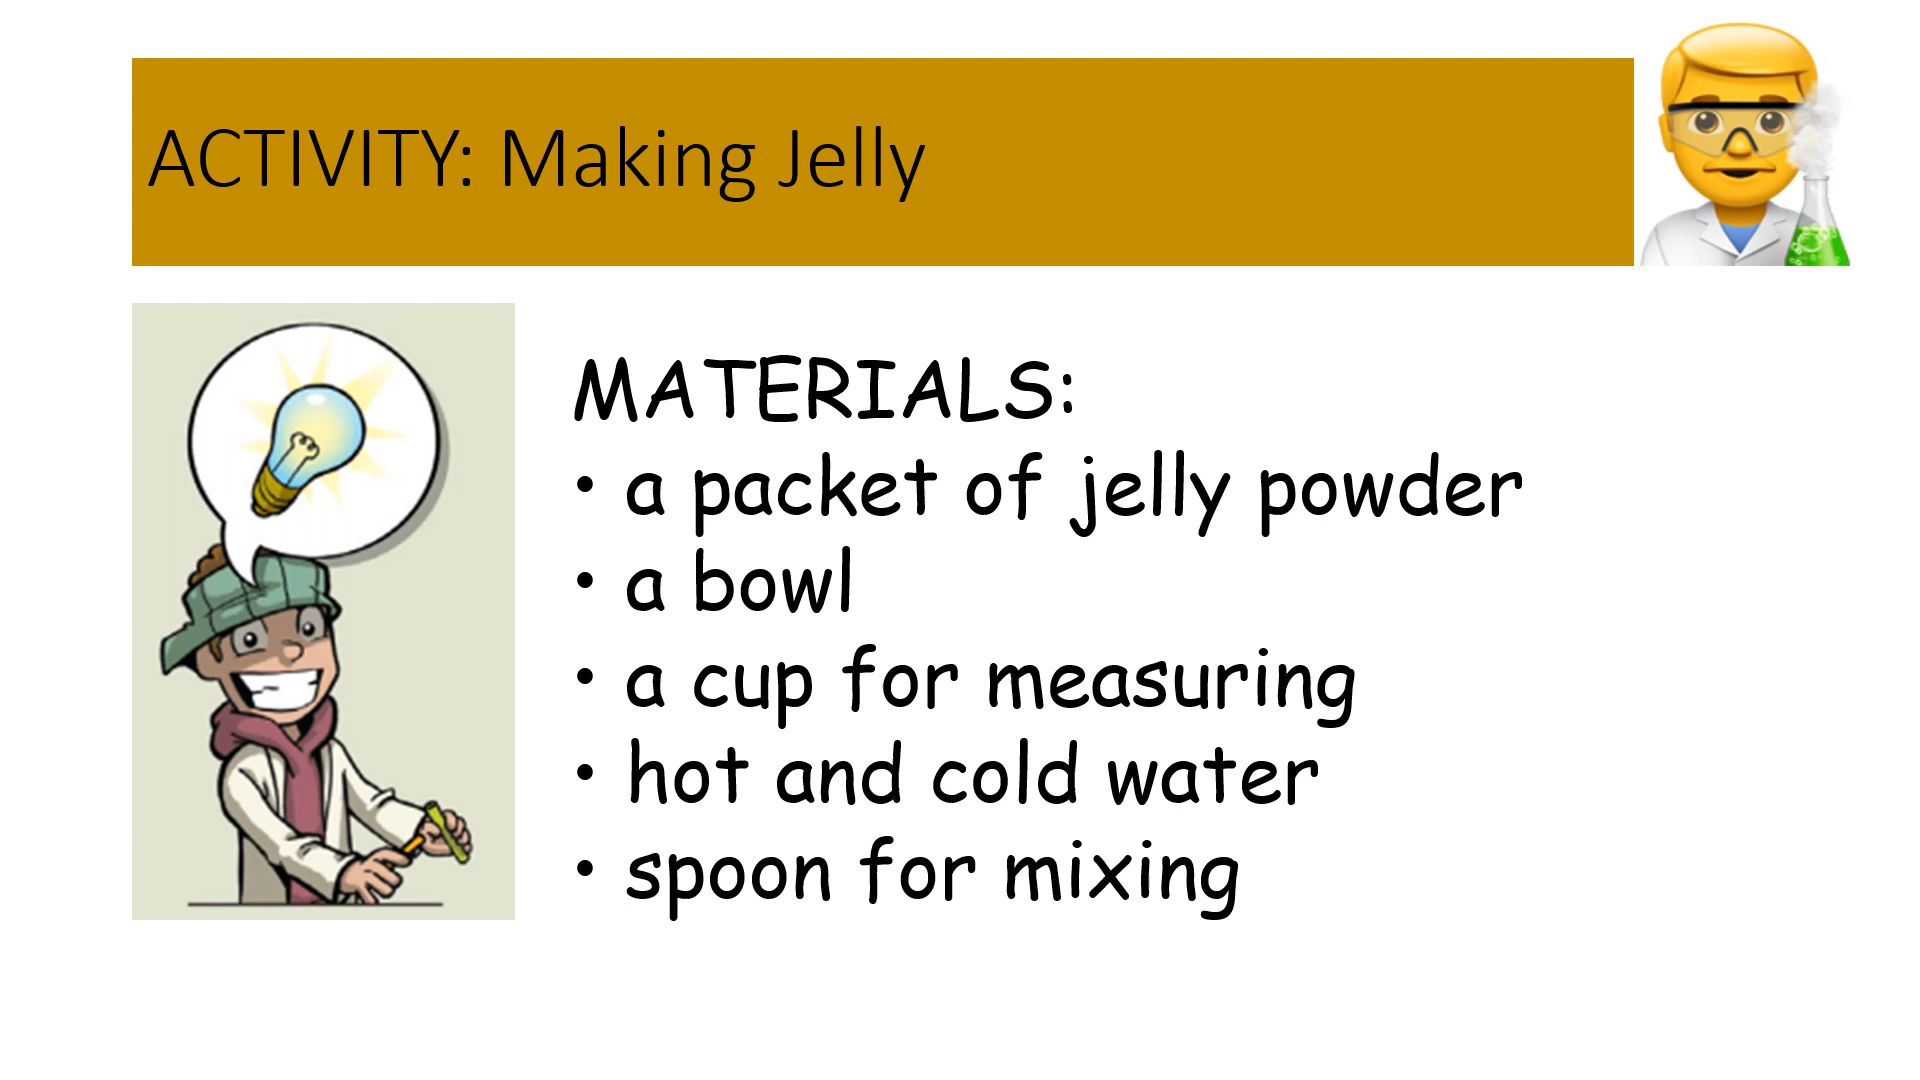 ACTIVITY: Making Jelly
MATERIALS:
• a packet of jelly powder
• a bowl
• a cup for measuring
• hot and cold water
• spoon for mixing